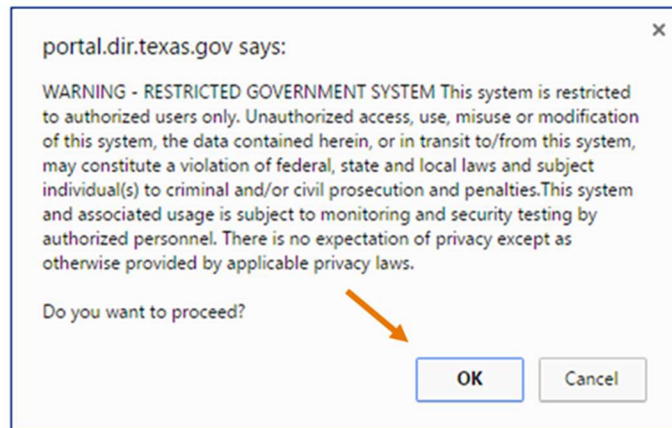 portal.dir.texas.gov says:
WARNING - RESTRICTED GOVERNMENT SYSTEM This system is restricted
to authorized users only. Unauthorized access, use, misuse or modification
of this system, the data contained herein, or in transit to/from this system,
may constitute a violation of federal, state and local laws and subject
individual(s) to criminal and/or civil prosecution and penalties.This system
and associated usage is subject to monitoring and security testing by
authorized personnel. There is no expectation of privacy except as
otherwise provided by applicable privacy laws.
Do you want to proceed?
OK Cancel